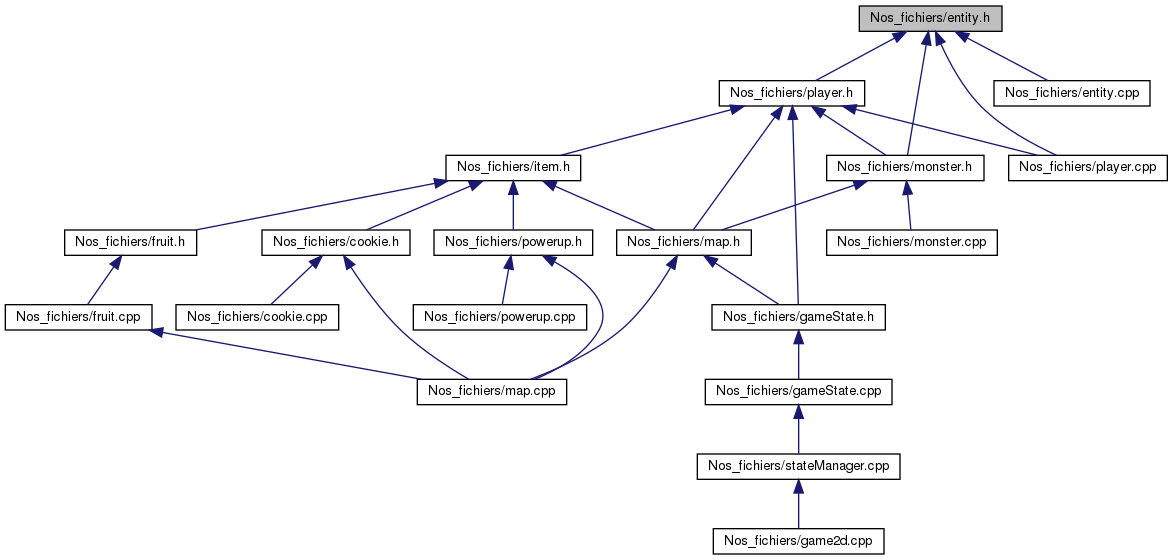 Nos_fichiers/entity.h
Nos_fichiers/player.h
Nos_fichiers/entity.cpp
Nos_fichiers/item.h
Nos_fichiers/monster.h
Nos_fichiers/player.cpp
Nos_fichiers/fruit.h
Nos_fichiers/cookie.h
Nos_fichiers/powerup.h
Nos_fichiers/map.h
Nos_fichiers/monster.cpp
Nos_fichiers/fruit.cpp
Nos_fichiers/cookie.cpp
Nos_fichiers/powerup.cpp
Nos_fichiers/gameState.h
Nos_fichiers/map.cpp
Nos_fichiers/gameState.cpp
Nos_fichiers/stateManager.cpp
Nos_fichiers/game2d.cpp